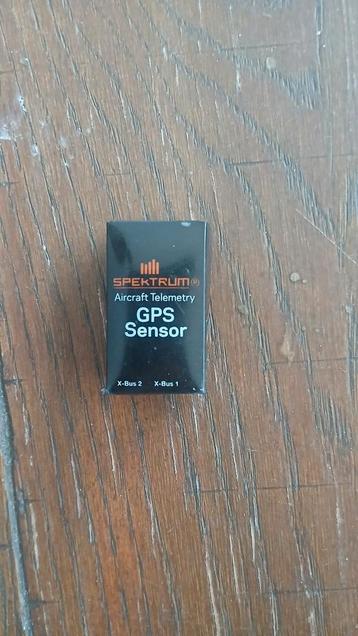 SPEKTRUM®
Aircraft Telemetry
GPS
Sensor
X-Bus 2 X-Bus 1